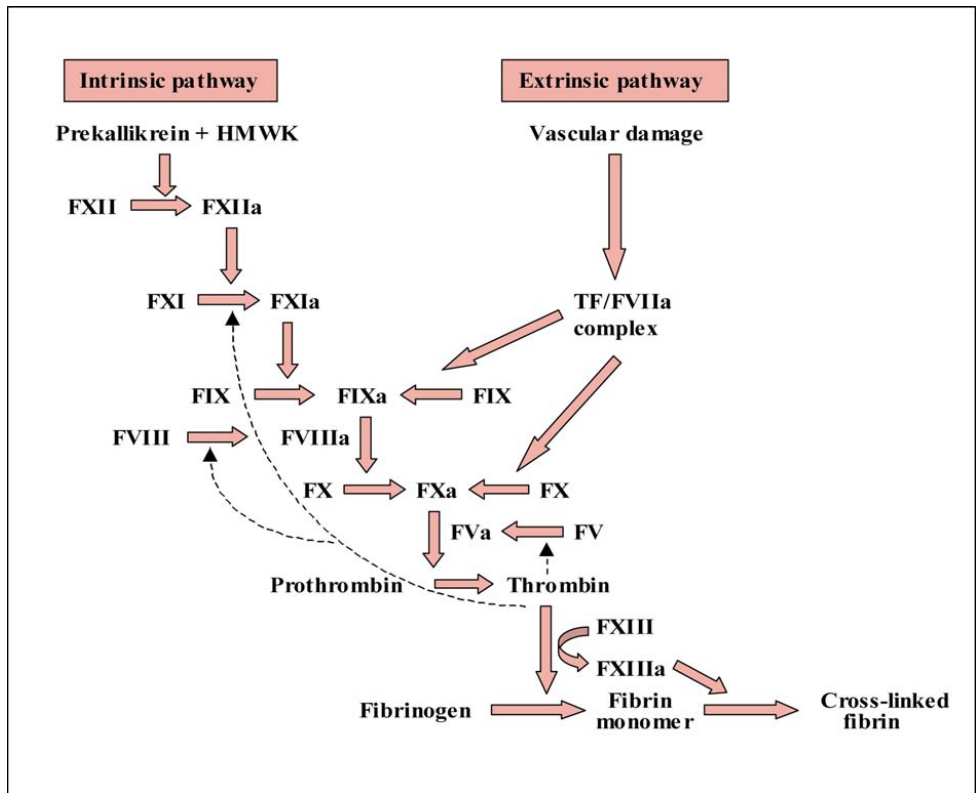 Intrinsic pathway
Extrinsic pathway
Prekallikrein + HMWK
Vascular damage
FXII
FXIIa
FXI
FXIa
TF/FVIIa
complex
FIX
FIXa
FIX
FVIII
FVIIIa
FX
FXa
FX
FVa
FV
Prothrombin
Thrombin
FXIII
FXIIIa
Fibrinogen
Fibrin
monomer
Cross-linked
fibrin